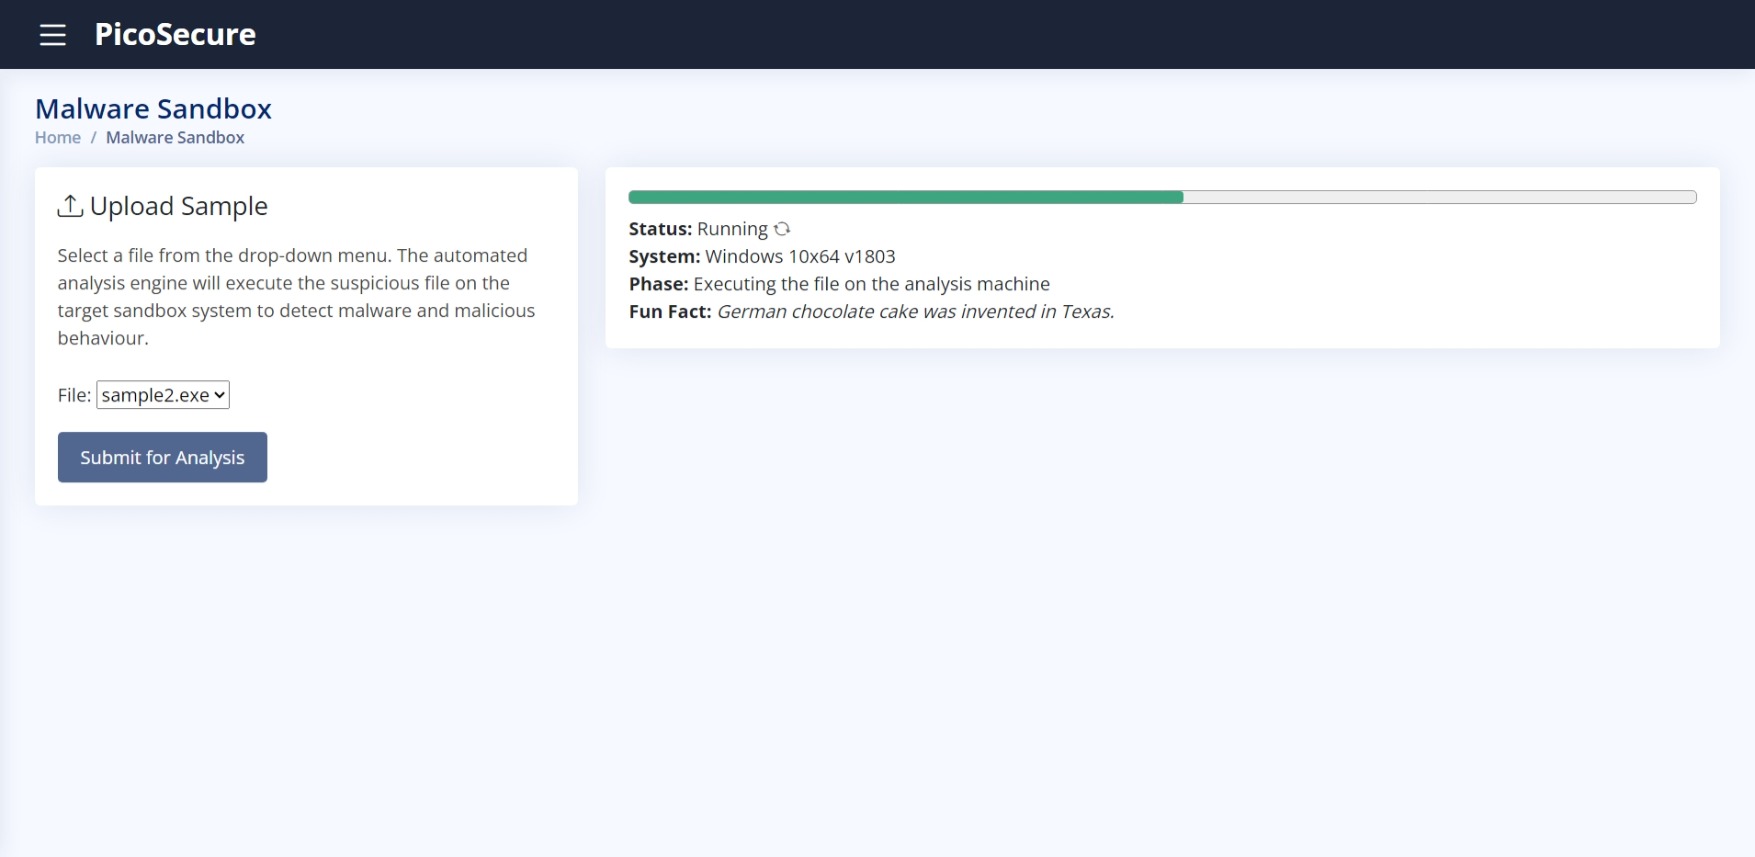 PicoSecure
Malware Sandbox
Home / Malware Sandbox
Upload Sample
Select a file from the drop-down menu. The automated
analysis engine will execute the suspicious file on the
target sandbox system to detect malware and malicious
behaviour.
File: sample2.exe
Submit for Analysis
Status: Running
System: Windows 10x64 v1803
Phase: Executing the file on the analysis machine
Fun Fact: German chocolate cake was invented in Texas.